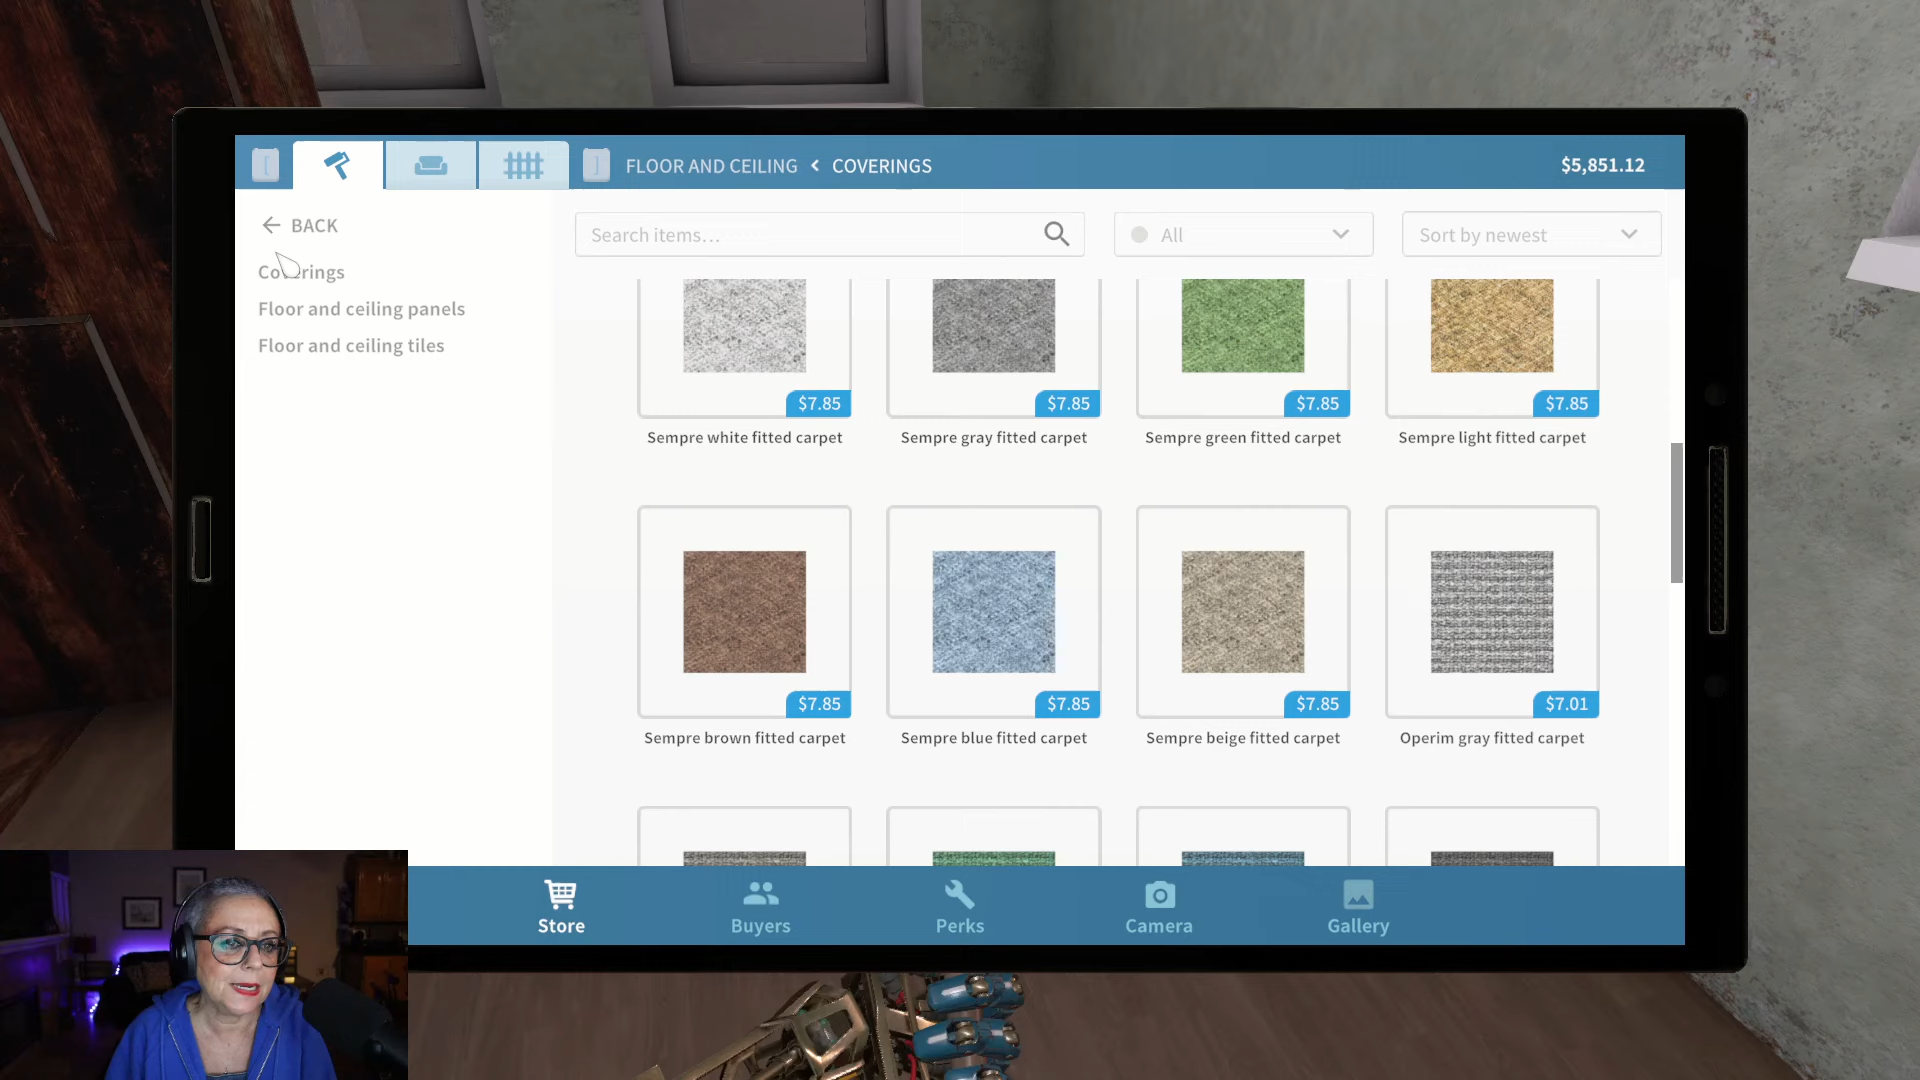 [
]
FLOOR AND CEILING < COVERINGS
$5,851.12
BACK
Coverings
Floor and ceiling panels
Floor and ceiling tiles
Search items...
All
Sort by newest
$7.85
$7.85
$7.85
$7.85
Sempre white fitted carpet
Sempre gray fitted carpet
Sempre green fitted carpet
Sempre light fitted carpet
$7.85
$7.85
$7.85
$7.01
Sempre brown fitted carpet
Sempre blue fitted carpet
Sempre beige fitted carpet
Operim gray fitted carpet
Store
Buyers
Perks
Camera
Gallery